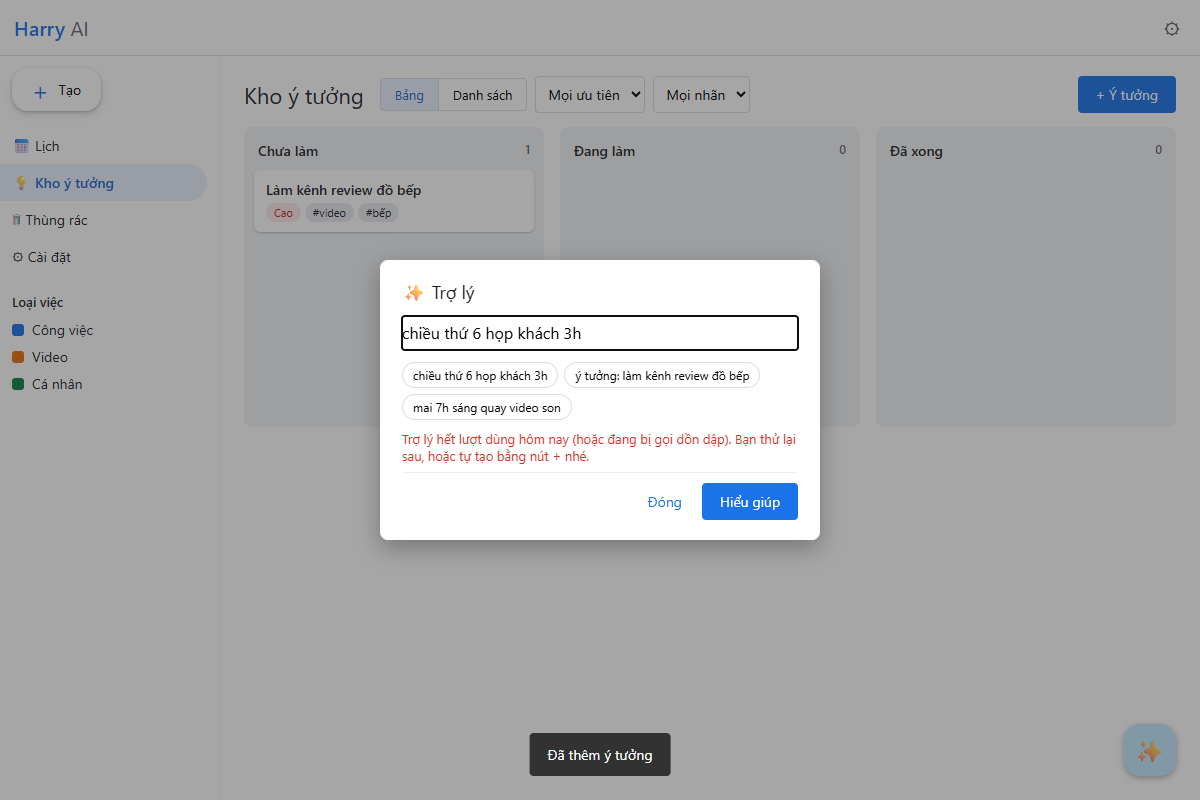 Harry AI
+ Tạo
Lịch
Kho ý tưởng
Thùng rác
Cài đặt
Loại việc
Công việc
Video
Cá nhân
Kho ý tưởng
Bảng
Danh sách
Mọi ưu tiên
Mọi nhãn
+ Ý tưởng
Chưa làm 1
Làm kênh review đồ bếp
Cao #video #bếp
Đang làm 0
Đã xong 0
Trợ lý
chiều thứ 6 họp khách 3h
chiều thứ 6 họp khách 3h
ý tưởng: làm kênh review đồ bếp
mai 7h sáng quay video son
Trợ lý hết lượt dùng hôm nay (hoặc đang bị gọi dồn dập). Bạn thử lại
sau, hoặc tự tạo bằng nút + nhé.
Đóng
Hiểu giúp
Đã thêm ý tưởng